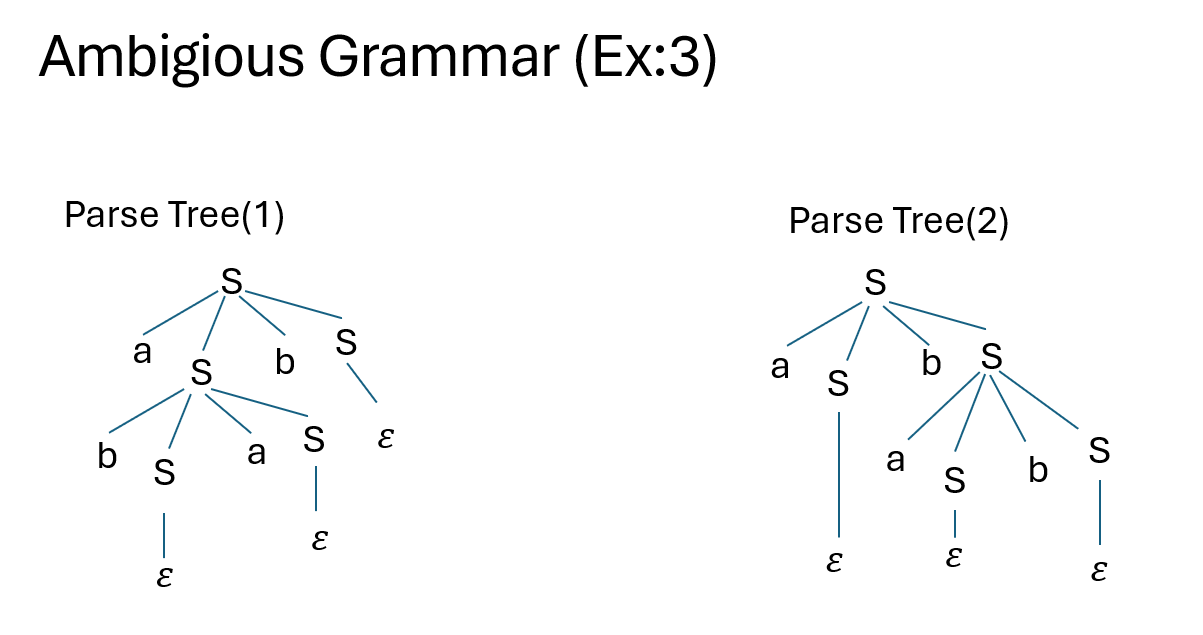 Ambigious Grammar (Ex:3)
Parse Tree(1)
S
a S b S
b S a S ε
ε ε
Parse Tree(2)
S
a S b S
a S b S
ε ε ε